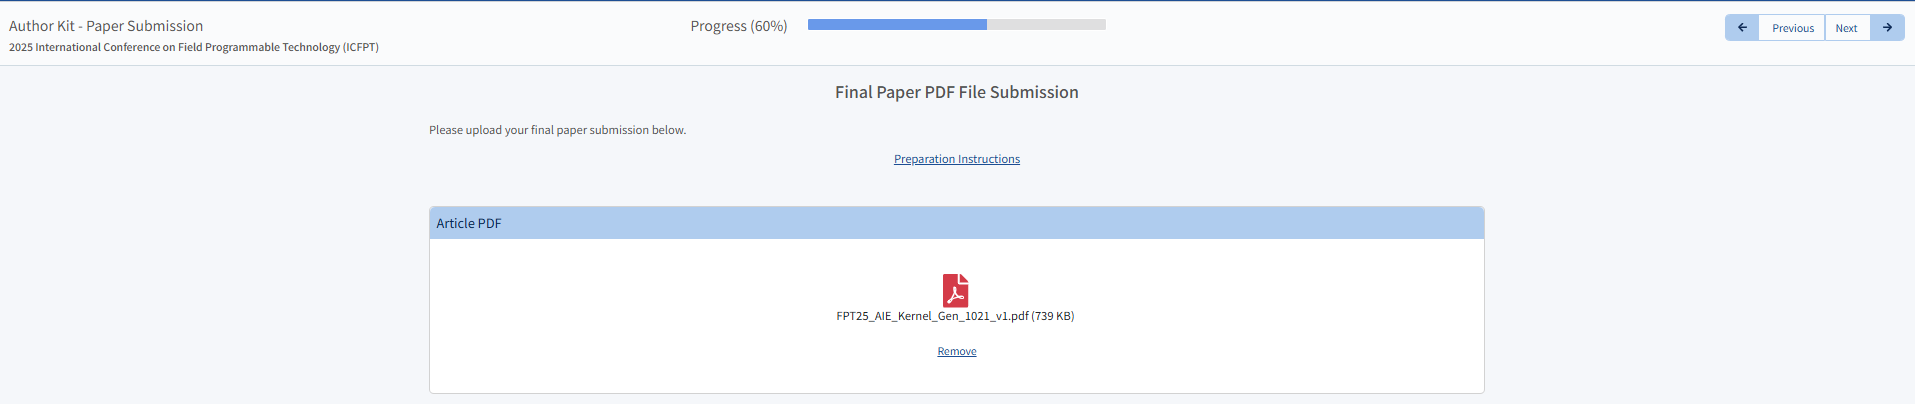 Author Kit - Paper Submission
2025 International Conference on Field Programmable Technology (ICFPT)
Progress (60%)
Previous
Next
Final Paper PDF File Submission
Please upload your final paper submission below.
Preparation Instructions
Article PDF
FPT25_AIE_Kernel_Gen_1021_v1.pdf (739 KB)
Remove